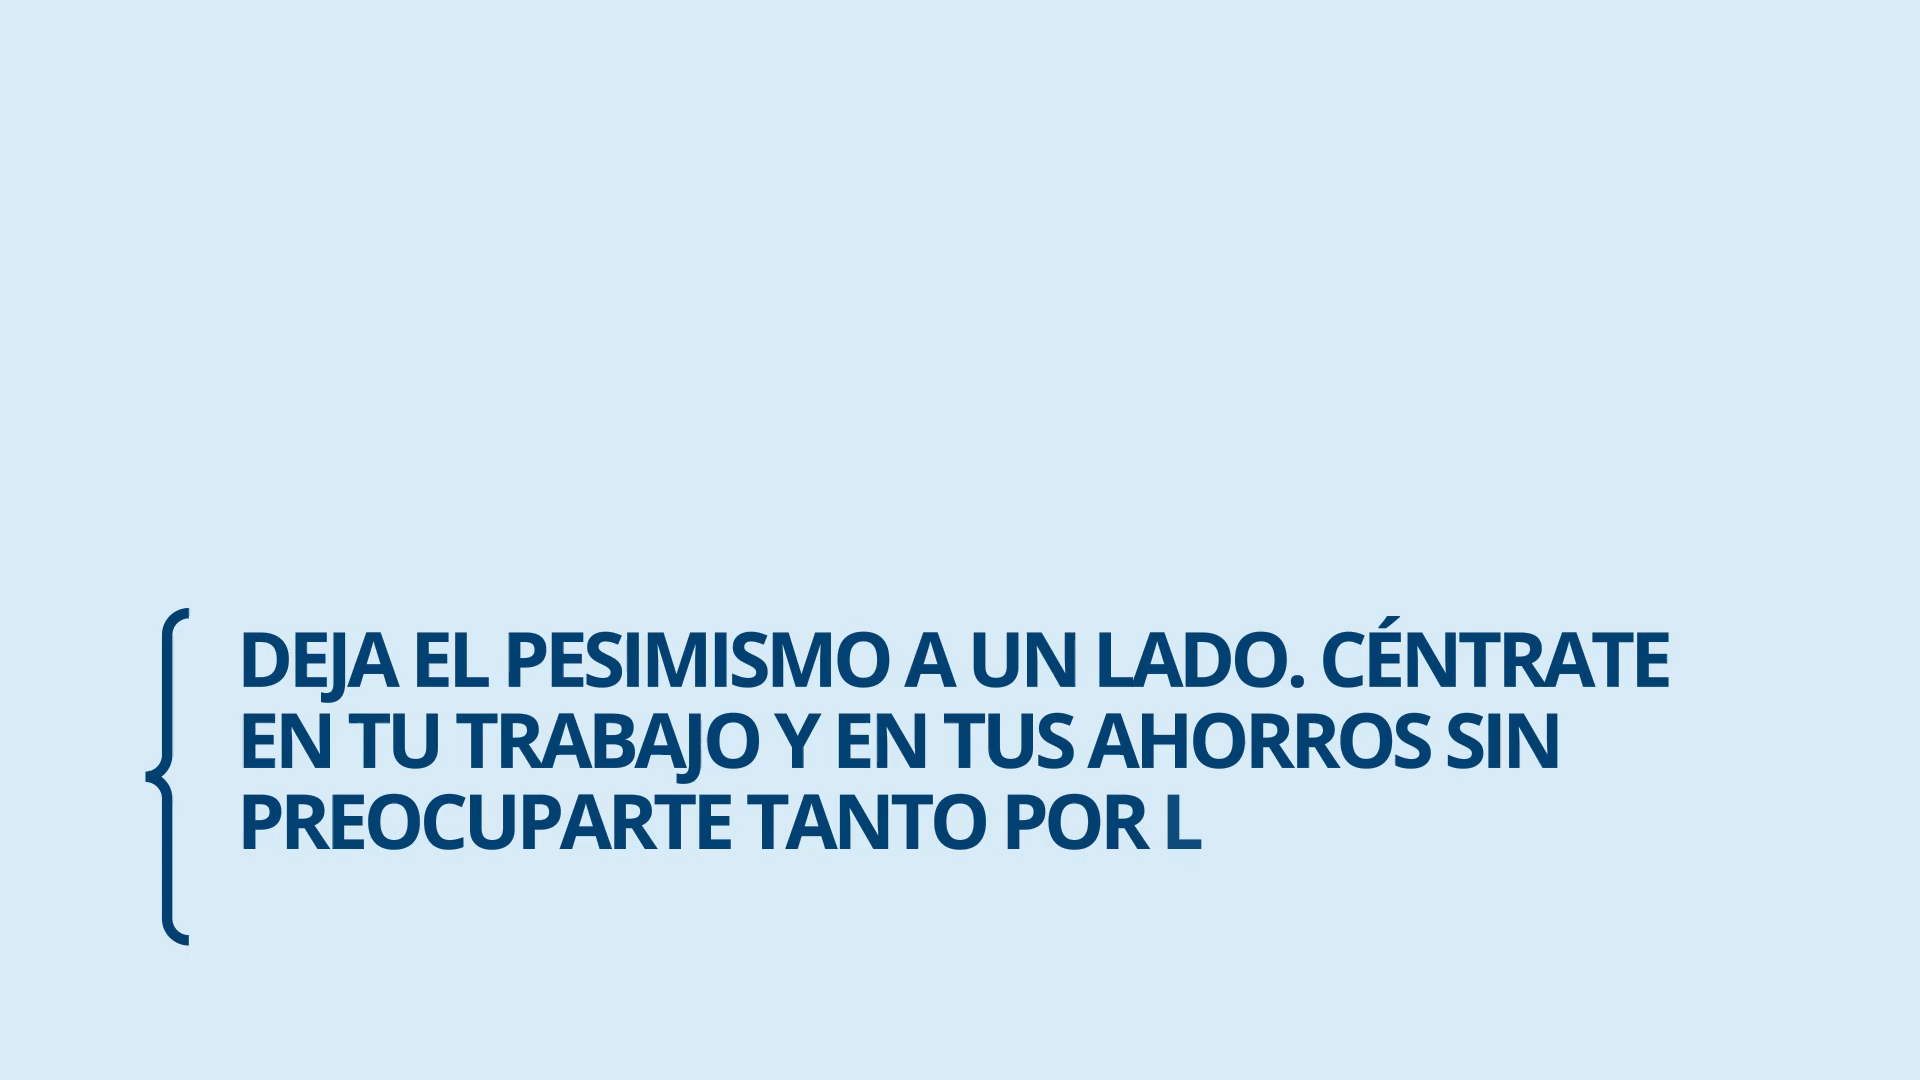 DEJA EL PESIMISMO A UN LADO. CÉNTRATE
EN TU TRABAJO Y EN TUS AHORROS SIN
PREOCUPARTE TANTO POR L